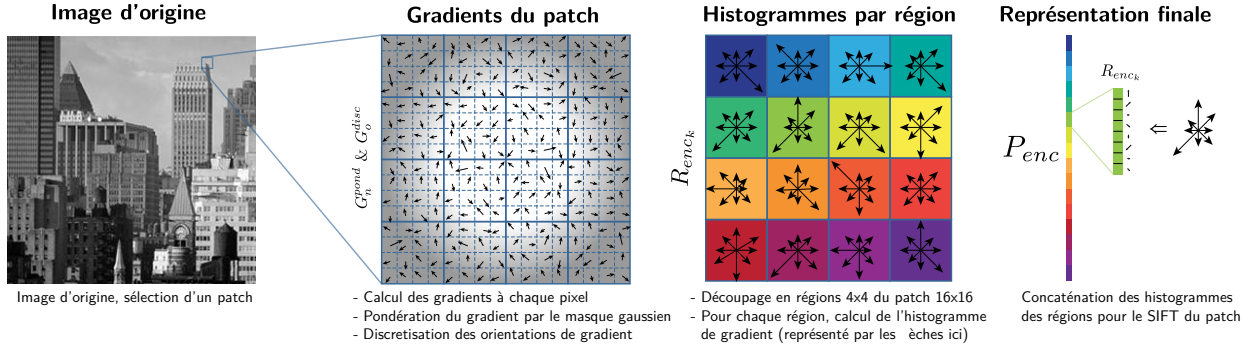 Image d'origine
Gradients du patch
Histogrammes par région
Représentation finale
G_n^{pond} & G_o^{disc}
R_{enc_k}
P_{enc}
R_{enc_k}
⇐
Image d'origine, sélection d'un patch
- Calcul des gradients à chaque pixel
- Pondération du gradient par le masque gaussien
- Discretisation des orientations de gradient
- Découpage en régions 4x4 du patch 16x16
- Pour chaque région, calcul de l'histogramme
de gradient (représenté par les èches ici)
Concaténation des histogrammes
des régions pour le SIFT du patch